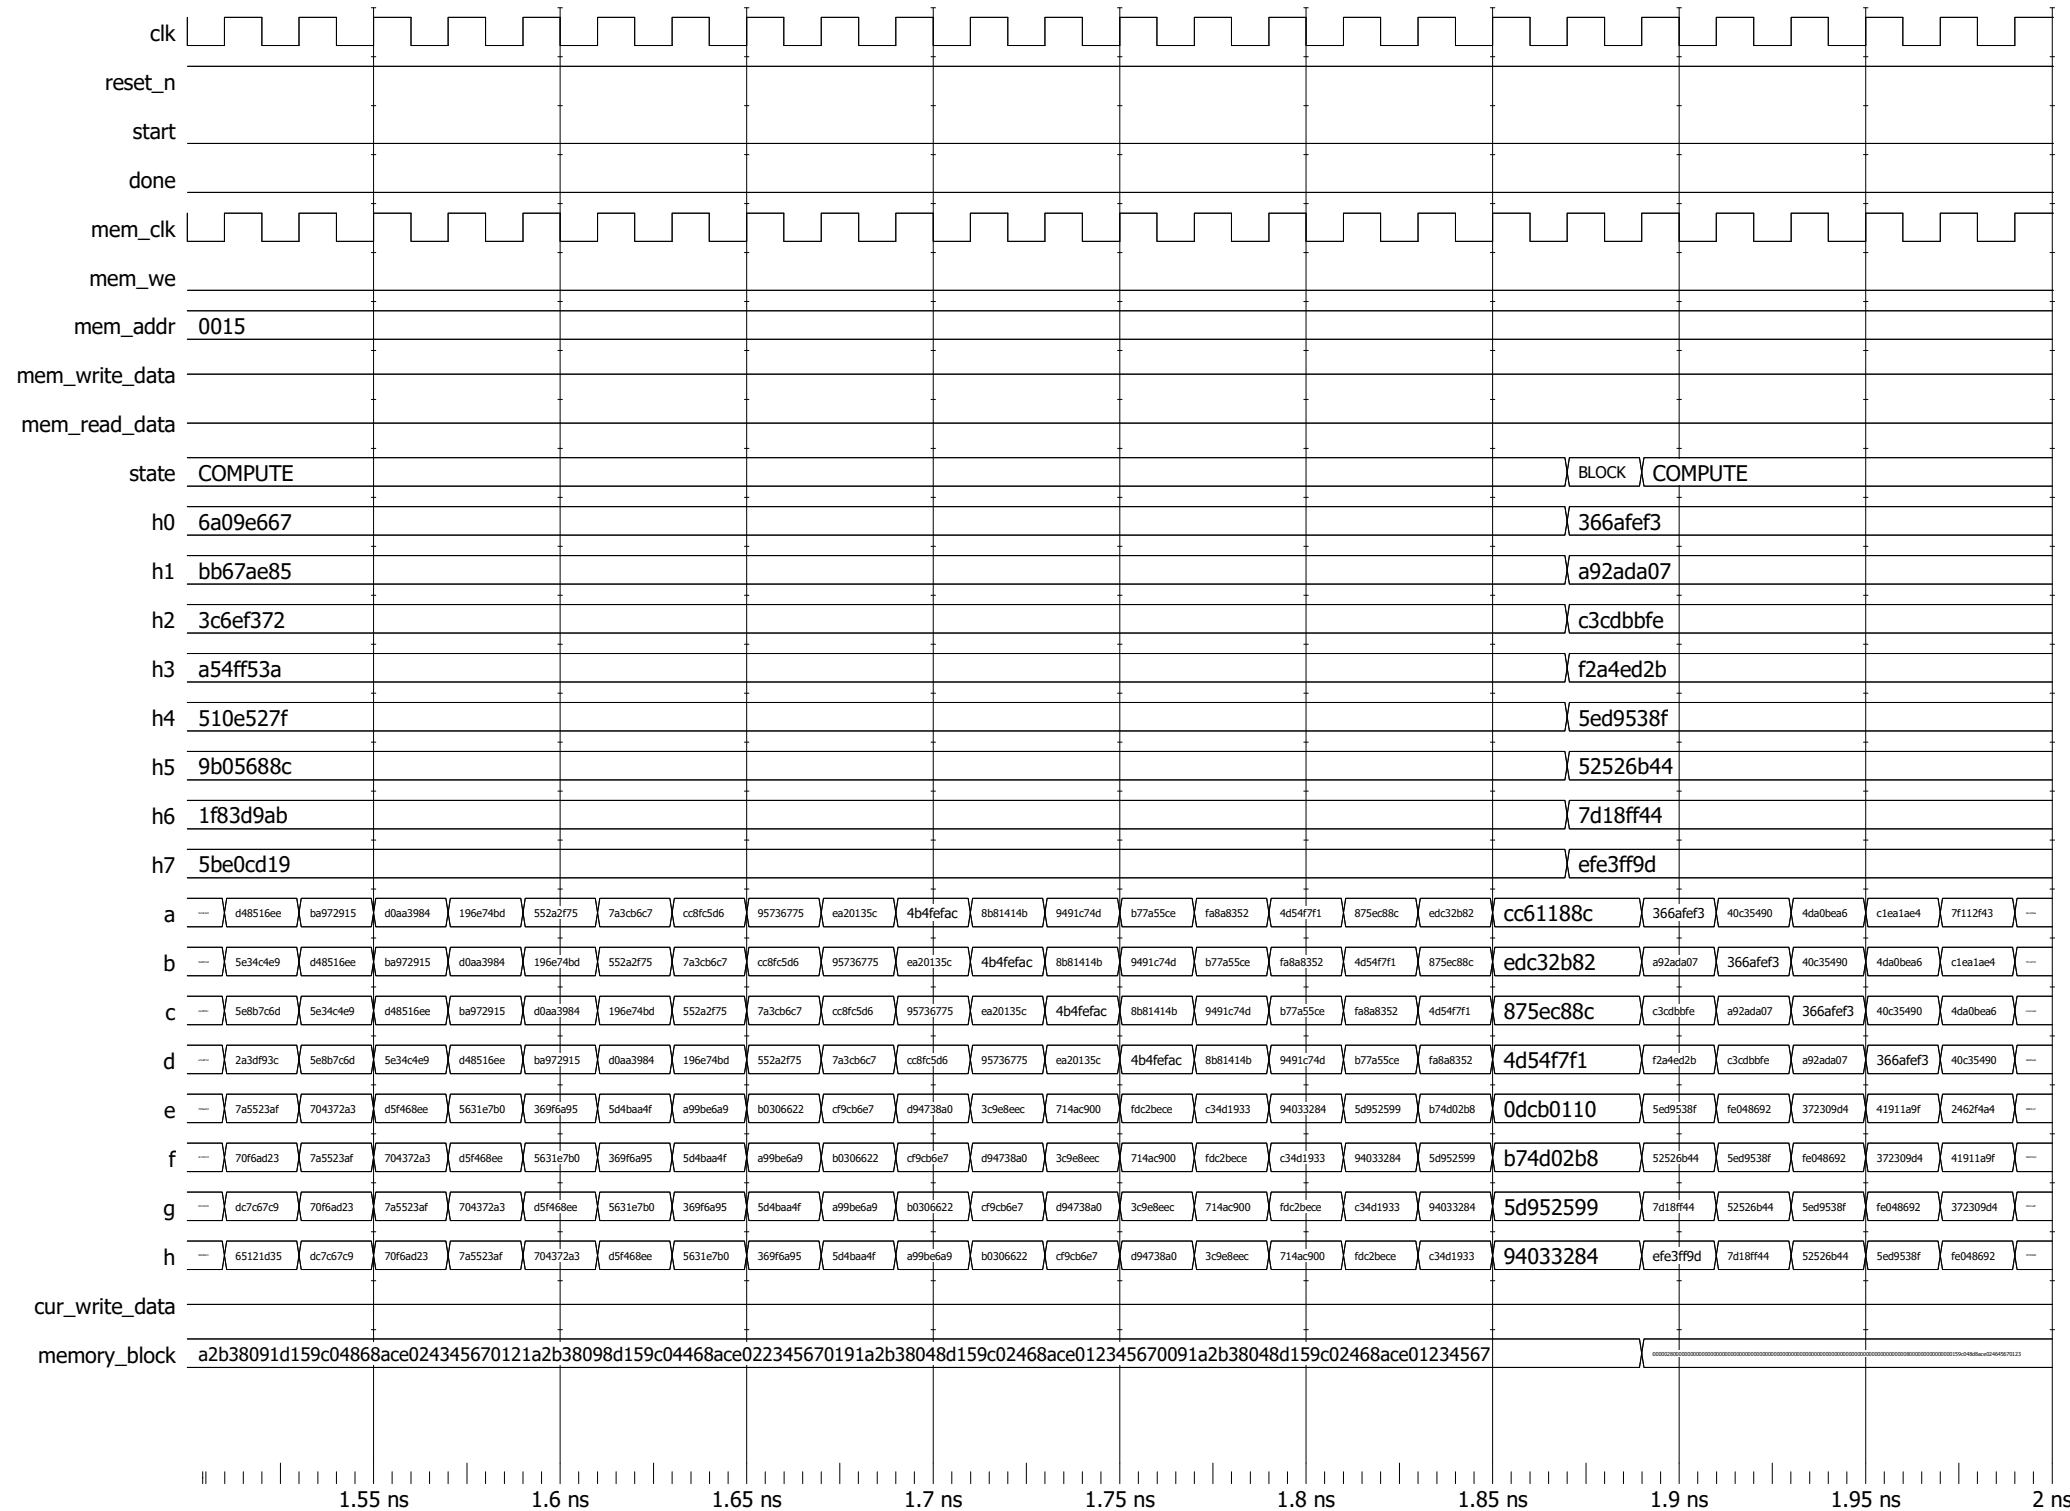 clk
reset_n
start
done
mem_clk
mem_we
mem_addr 0015
mem_write_data
mem_read_data
state COMPUTE BLOCK COMPUTE
h0 6a09e667 366afef3
h1 bb67ae85 a92ada07
h2 3c6ef372 c3cdbbfe
h3 a54ff53a f2a4ed2b
h4 510e527f 5ed9538f
h5 9b05688c 52526b44
h6 1f83d9ab 7d18ff44
h7 5be0cd19 efe3ff9d
a d48516ee ba972915 d0aa3984 196e74bd 552a2f75 7a3cb6c7 cc8fc5d6 95736775 ea20135c 4b4fefac 8b81414b 9491c74d b77a55ce fa8a8352 4d54f7f1 875ec88c edc32b82 cc61188c 366afef3 40c35490 4da0bea6 c1ea1ae4 7f112f43
b 5e34c4e9 d48516ee ba972915 d0aa3984 196e74bd 552a2f75 7a3cb6c7 cc8fc5d6 95736775 ea20135c 4b4fefac 8b81414b 9491c74d b77a55ce fa8a8352 4d54f7f1 875ec88c edc32b82 a92ada07 366afef3 40c35490 4da0bea6 c1ea1ae4
c 5e8b7c6d 5e34c4e9 d48516ee ba972915 d0aa3984 196e74bd 552a2f75 7a3cb6c7 cc8fc5d6 95736775 ea20135c 4b4fefac 8b81414b 9491c74d b77a55ce fa8a8352 4d54f7f1 875ec88c c3cdbbfe a92ada07 366afef3 40c35490 4da0bea6
d 2a3df93c 5e8b7c6d 5e34c4e9 d48516ee ba972915 d0aa3984 196e74bd 552a2f75 7a3cb6c7 cc8fc5d6 95736775 ea20135c 4b4fefac 8b81414b 9491c74d b77a55ce fa8a8352 4d54f7f1 f2a4ed2b c3cdbbfe a92ada07 366afef3 40c35490
e 7a5523af 704372a3 d5f468ee 5631e7b0 369f6a95 5d4baa4f a99be6a9 b0306622 cf9cb6e7 d94738a0 3c9e8eec 714ac900 fdc2bece c34d1933 94033284 5d952599 b74d02b8 0dcb0110 5ed9538f fe048692 372309d4 41911a9f 2462f4a4
f 70f6ad23 7a5523af 704372a3 d5f468ee 5631e7b0 369f6a95 5d4baa4f a99be6a9 b0306622 cf9cb6e7 d94738a0 3c9e8eec 714ac900 fdc2bece c34d1933 94033284 5d952599 b74d02b8 52526b44 5ed9538f fe048692 372309d4 41911a9f
g dc7c67c9 70f6ad23 7a5523af 704372a3 d5f468ee 5631e7b0 369f6a95 5d4baa4f a99be6a9 b0306622 cf9cb6e7 d94738a0 3c9e8eec 714ac900 fdc2bece c34d1933 94033284 5d952599 7d18ff44 52526b44 5ed9538f fe048692 372309d4
h 65121d35 dc7c67c9 70f6ad23 7a5523af 704372a3 d5f468ee 5631e7b0 369f6a95 5d4baa4f a99be6a9 b0306622 cf9cb6e7 d94738a0 3c9e8eec 714ac900 fdc2bece c34d1933 94033284 efe3ff9d 7d18ff44 52526b44 5ed9538f fe048692
cur_write_data
memory_block a2b38091d159c04868ace024345670121a2b38098d159c04468ace022345670191a2b38048d159c02468ace012345670091a2b38048d159c02468ace01234567
1.55 ns 1.6 ns 1.65 ns 1.7 ns 1.75 ns 1.8 ns 1.85 ns 1.9 ns 1.95 ns 2 ns